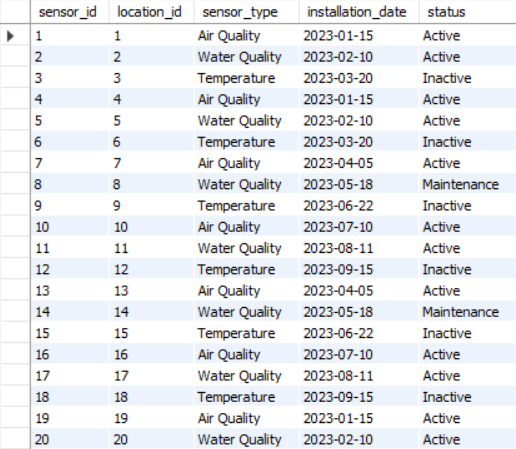 sensor_id location_id sensor_type installation_date status
1 1 Air Quality 2023-01-15 Active
2 2 Water Quality 2023-02-10 Active
3 3 Temperature 2023-03-20 Inactive
4 4 Air Quality 2023-01-15 Active
5 5 Water Quality 2023-02-10 Active
6 6 Temperature 2023-03-20 Inactive
7 7 Air Quality 2023-04-05 Active
8 8 Water Quality 2023-05-18 Maintenance
9 9 Temperature 2023-06-22 Inactive
10 10 Air Quality 2023-07-10 Active
11 11 Water Quality 2023-08-11 Active
12 12 Temperature 2023-09-15 Inactive
13 13 Air Quality 2023-04-05 Active
14 14 Water Quality 2023-05-18 Maintenance
15 15 Temperature 2023-06-22 Inactive
16 16 Air Quality 2023-07-10 Active
17 17 Water Quality 2023-08-11 Active
18 18 Temperature 2023-09-15 Inactive
19 19 Air Quality 2023-01-15 Active
20 20 Water Quality 2023-02-10 Active